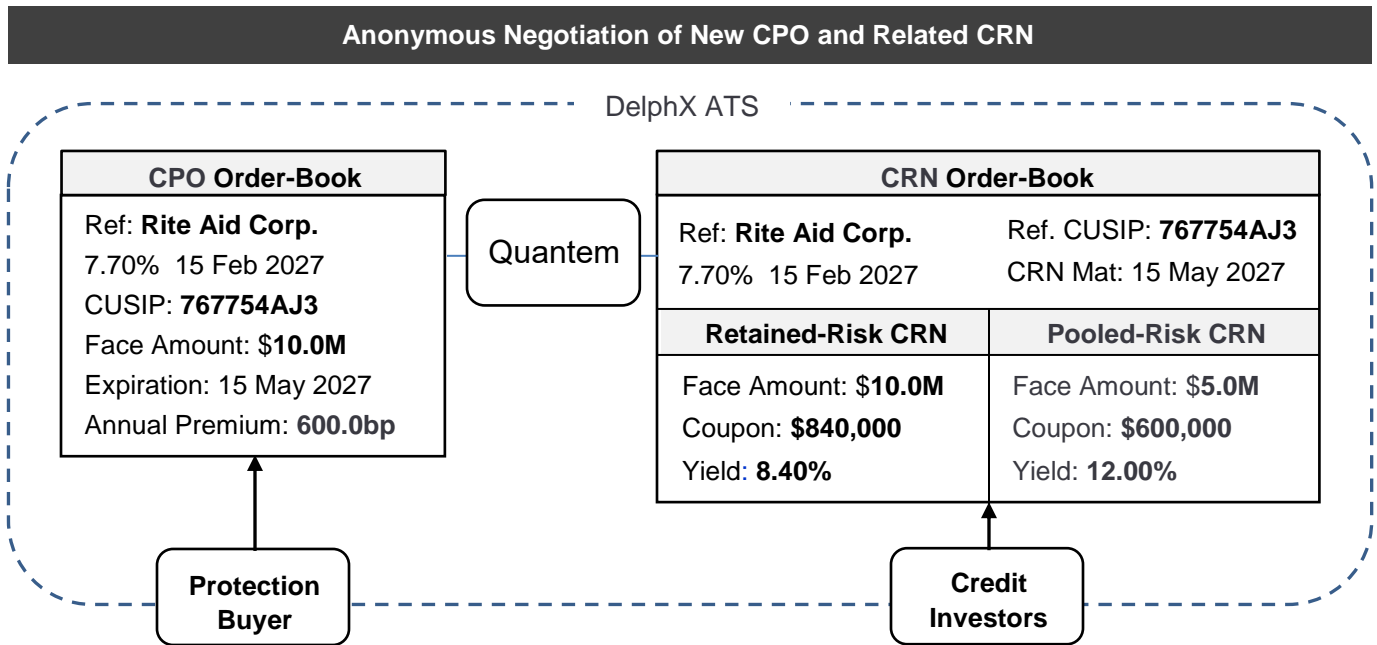 Anonymous Negotiation of New CPO and Related CRN
DelphX ATS
CPO Order-Book
Ref: Rite Aid Corp.
7.70% 15 Feb 2027
CUSIP: 767754AJ3
Face Amount: $10.0M
Expiration: 15 May 2027
Annual Premium: 600.0bp
Quantem
CRN Order-Book
Ref: Rite Aid Corp.
7.70% 15 Feb 2027
Ref. CUSIP: 767754AJ3
CRN Mat: 15 May 2027
Retained-Risk CRN
Face Amount: $10.0M
Coupon: $840,000
Yield: 8.40%
Pooled-Risk CRN
Face Amount: $5.0M
Coupon: $600,000
Yield: 12.00%
Protection
Buyer
Credit
Investors